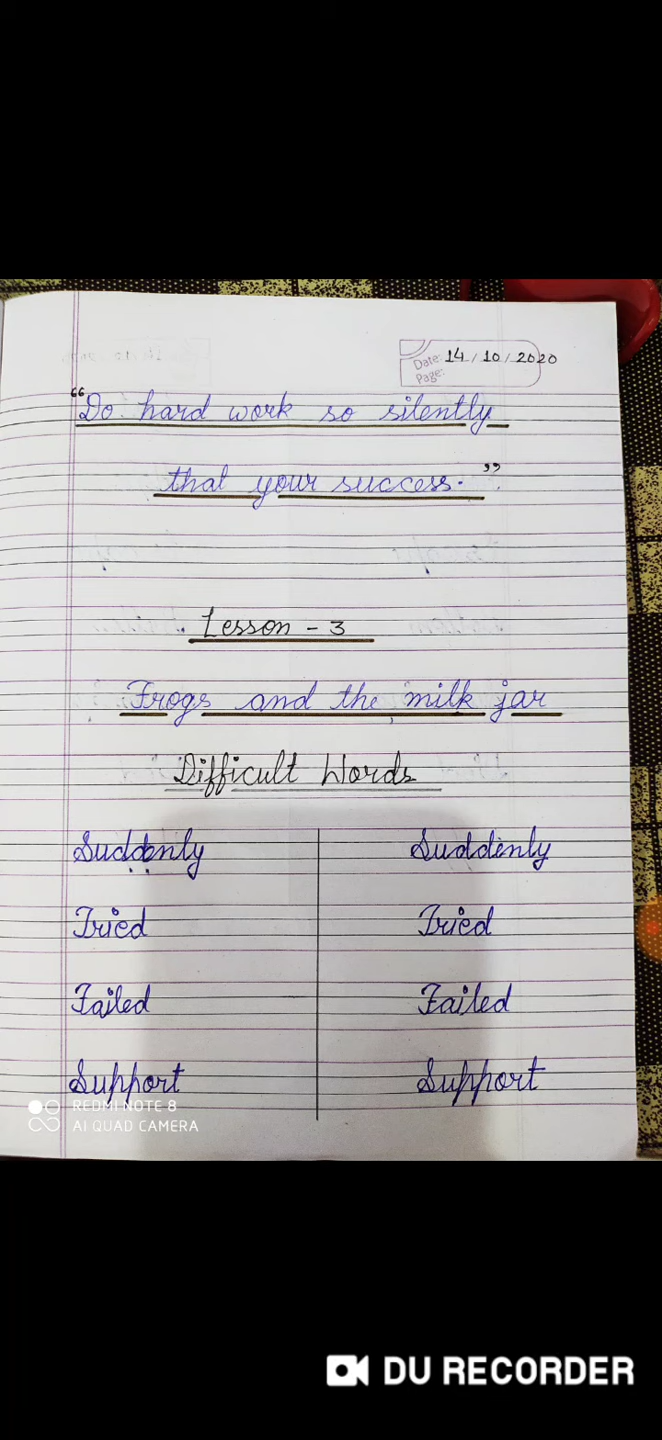 Date: 14/10/2020
Page:
“Do hard work so silently
that your success.”
Lesson - 3
Frogs and the milk jar
Difficult Words
Suddenly Suddenly
Tried Tried
Failed Failed
Support Support
REDMI NOTE 8
AI QUAD CAMERA
DU RECORDER